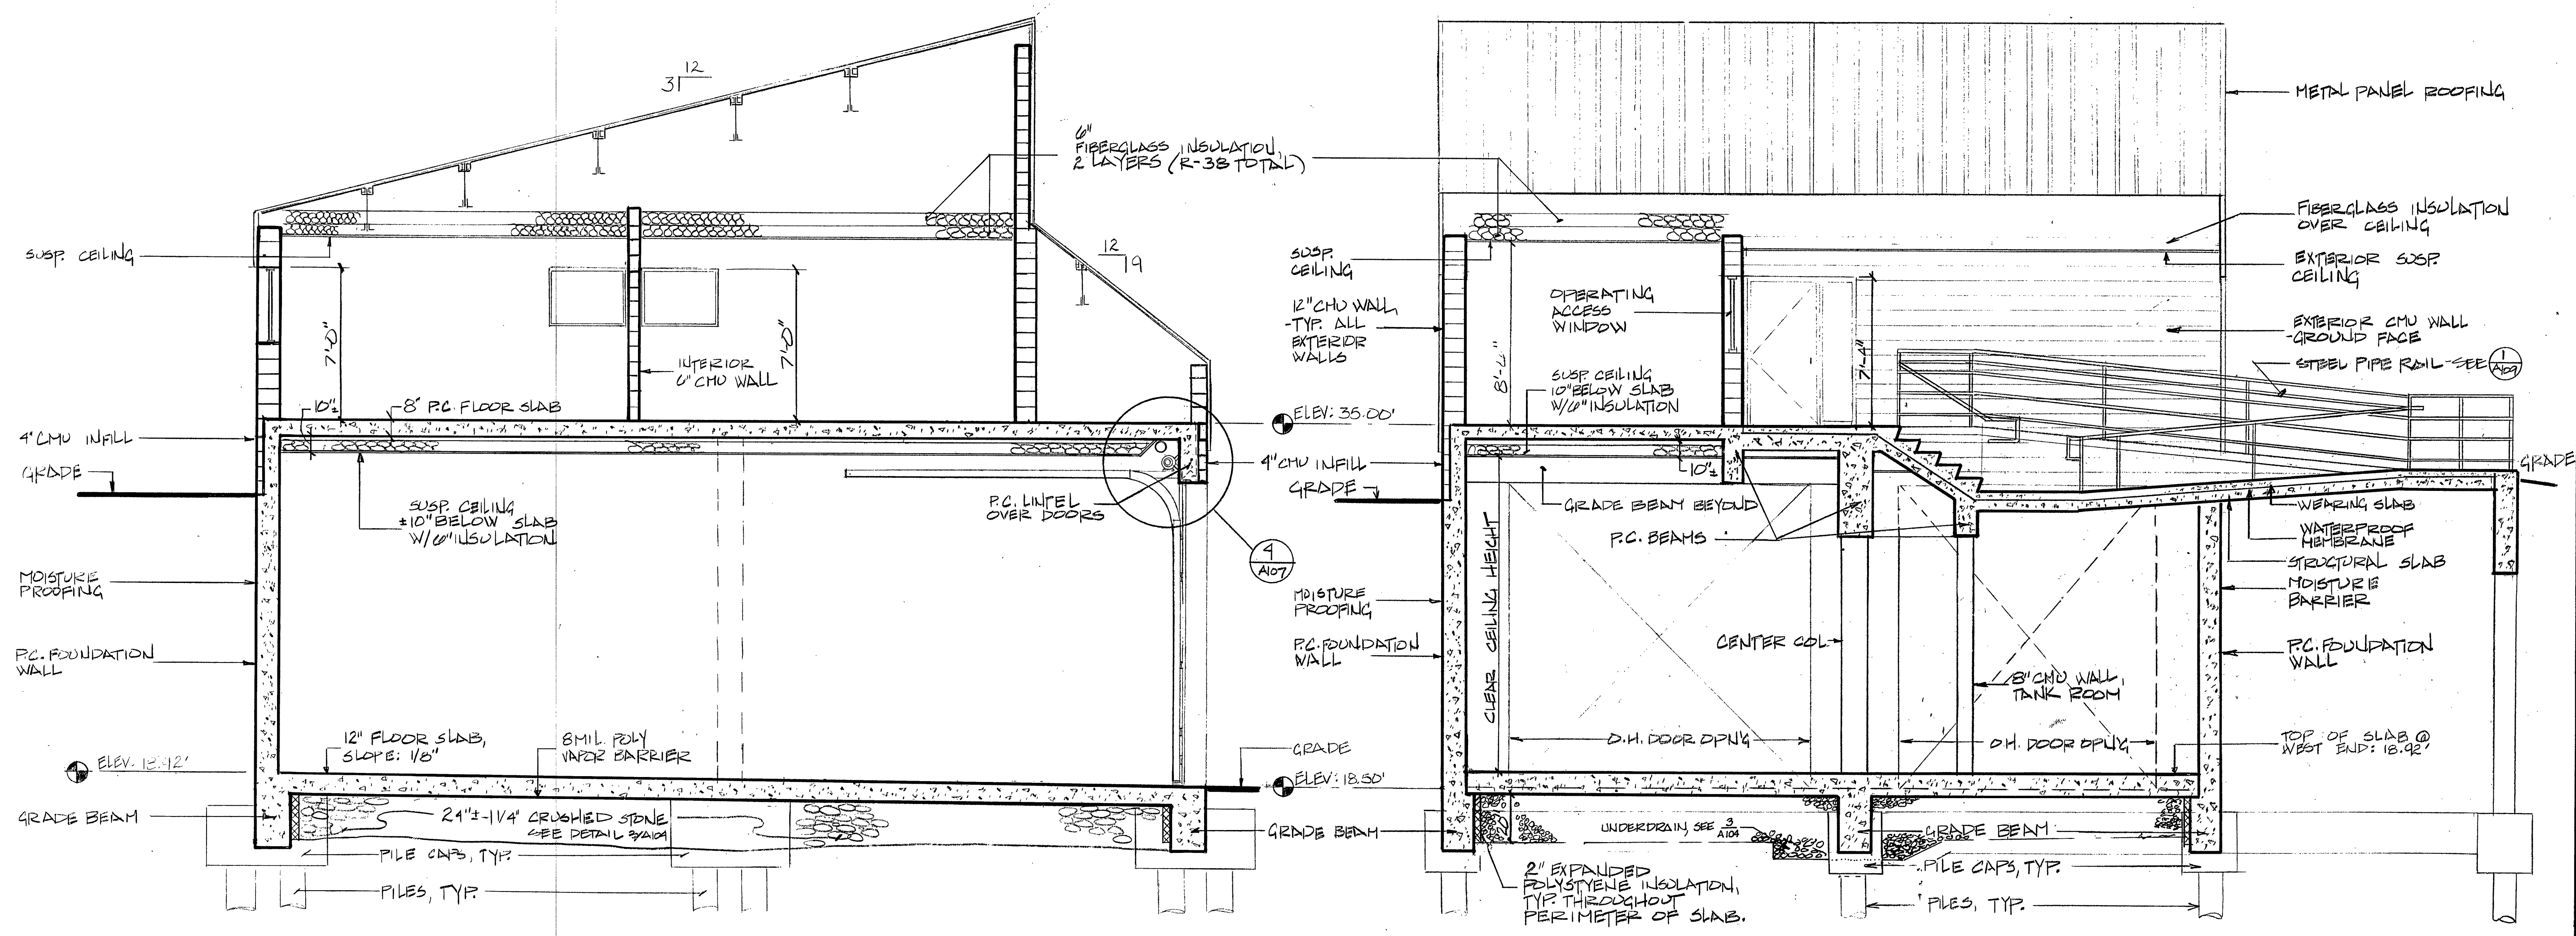 12
3
6"
FIBERGLASS INSULATION,
2 LAYERS (R-38 TOTAL)
SUSP. CEILING
12
9
7'-0"
INTERIOR
6" CMU WALL
7'-0"
10"±
8" P.C. FLOOR SLAB
4" CMU INFILL
GRADE
SUSP. CEILING
±10" BELOW SLAB
W/6" INSULATION
P.C. LINTEL
OVER DOORS
4
A107
MOISTURE
PROOFING
P.C. FOUNDATION
WALL
12" FLOOR SLAB,
SLOPE: 1/8"
8 MIL. POLY
VAPOR BARRIER
ELEV: 18.92'
GRADE BEAM
24"±-1 1/4" CRUSHED STONE
SEE DETAIL 3/A104
PILE CAPS, TYP.
PILES, TYP.
GRADE
ELEV: 18.50'
GRADE BEAM
METAL PANEL ROOFING
FIBERGLASS INSULATION
OVER CEILING
EXTERIOR SUSP.
CEILING
EXTERIOR CMU WALL
-GROUND FACE
STEEL PIPE RAIL-SEE
1
A109
SUSP.
CEILING
12" CMU WALL,
-TYP. ALL
EXTERIOR
WALLS
OPERATING
ACCESS
WINDOW
8'-4"
7'-4"
SUSP. CEILING
10" BELOW SLAB
W/6" INSULATION
ELEV: 35.00'
4" CMU INFILL
GRADE
10"±
GRADE BEAM BEYOND
P.C. BEAMS
GRADE
WEARING SLAB
WATERPROOF
MEMBRANE
STRUCTURAL SLAB
MOISTURE
BARRIER
CLEAR CEILING HEIGHT
MOISTURE
PROOFING
P.C. FOUNDATION
WALL
CENTER COL.
8" CMU WALL,
TANK ROOM
P.C. FOUNDATION
WALL
O.H. DOOR OPN'G
O.H. DOOR OPN'G
TOP OF SLAB @
WEST END: 18.92'
UNDERDRAIN, SEE 3
A104
GRADE BEAM
PILE CAPS, TYP.
PILES, TYP.
2" EXPANDED
POLYSTYENE INSULATION,
TYP. THROUGHOUT
PERIMETER OF SLAB.